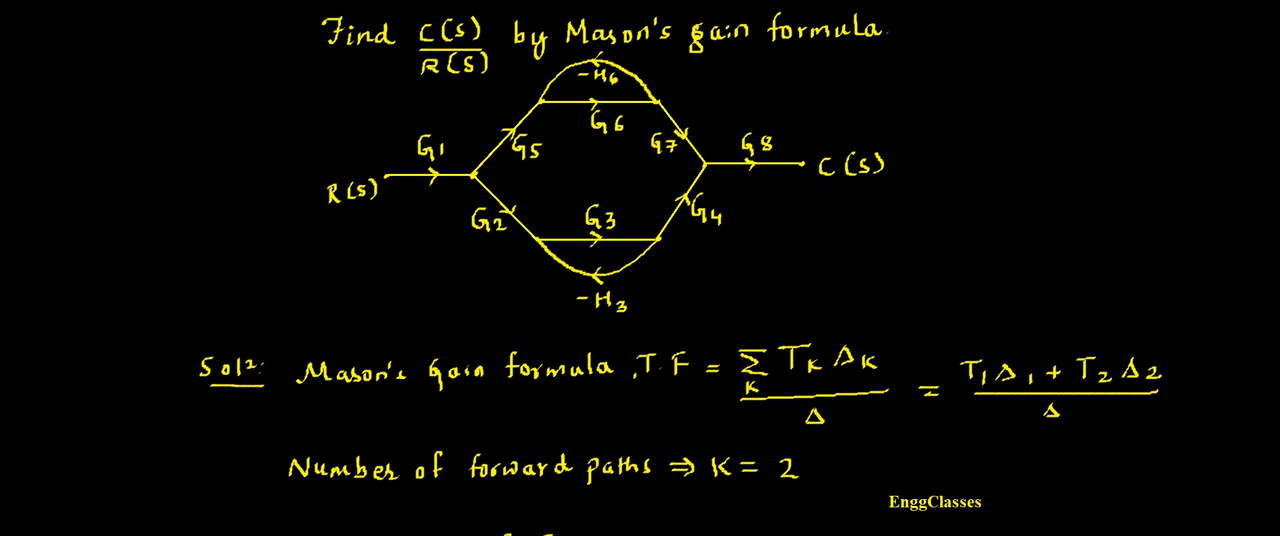 Find C(S)/R(S) by Mason's gain formula.
-H6
G6
G1
G5
G7
G8
R(S)
C(S)
G2
G3
G4
-H3
Solⁿ: Mason's Gain formula, T.F = Σ_K T_K Δ_K / Δ = T₁Δ₁ + T₂Δ₂ / Δ
Number of forward paths ⇒ K = 2
EnggClasses